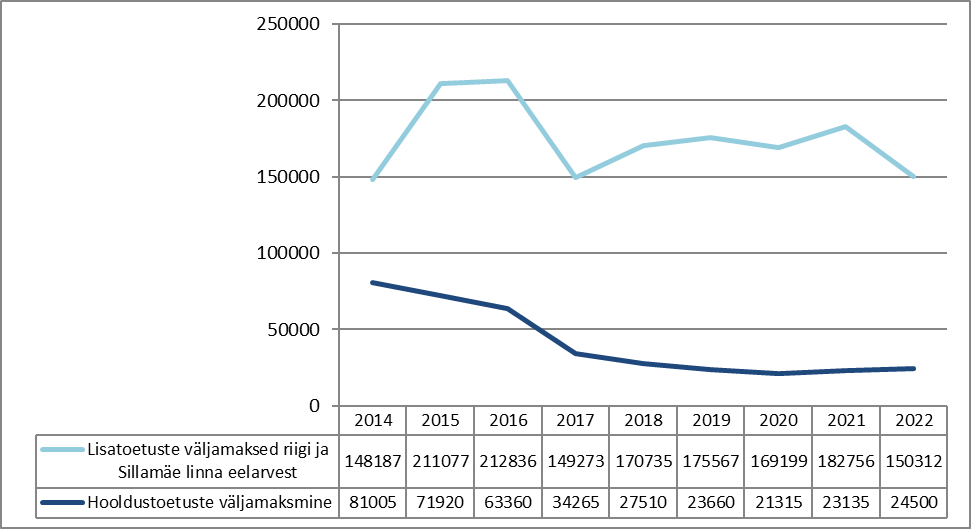 250000
200000
150000
100000
50000
0
2014 2015 2016 2017 2018 2019 2020 2021 2022
Lisatoetuste väljamaksed riigi ja
Sillamäe linna eelarvest
148187 211077 212836 149273 170735 175567 169199 182756 150312
Hooldustoetuste väljamaksmine 81005 71920 63360 34265 27510 23660 21315 23135 24500